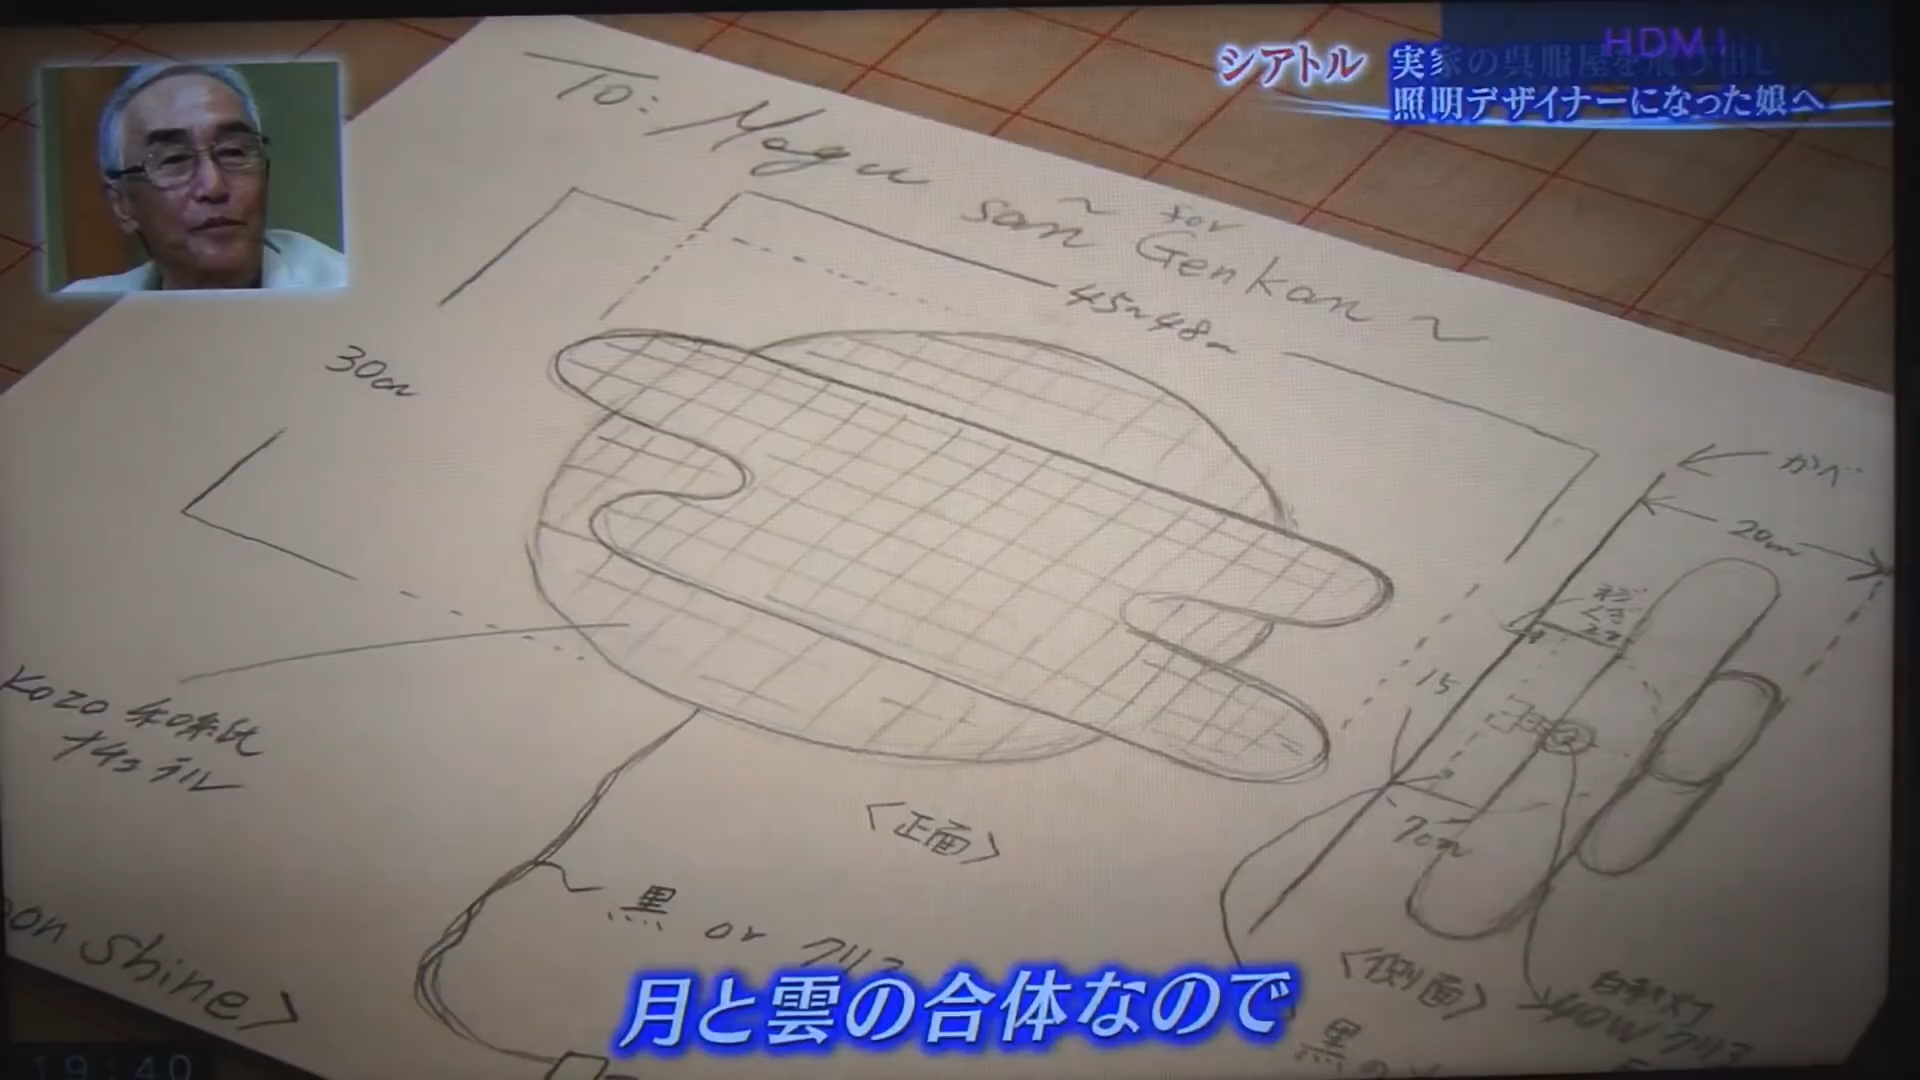 HDMI
シアトル
実家の呉服屋を飛び出し
照明デザイナーになった娘へ
To: Magu san
~ for Genkan ~
45~48cm
30cm
かべ
20cm
15
7cm
KOZO 和紙
ナチュラル
〈正面〉
黒 or クリア
〈側面〉
白熱灯
40W クリア
黒の
on Shine〉
月と雲の合体なので
19:40